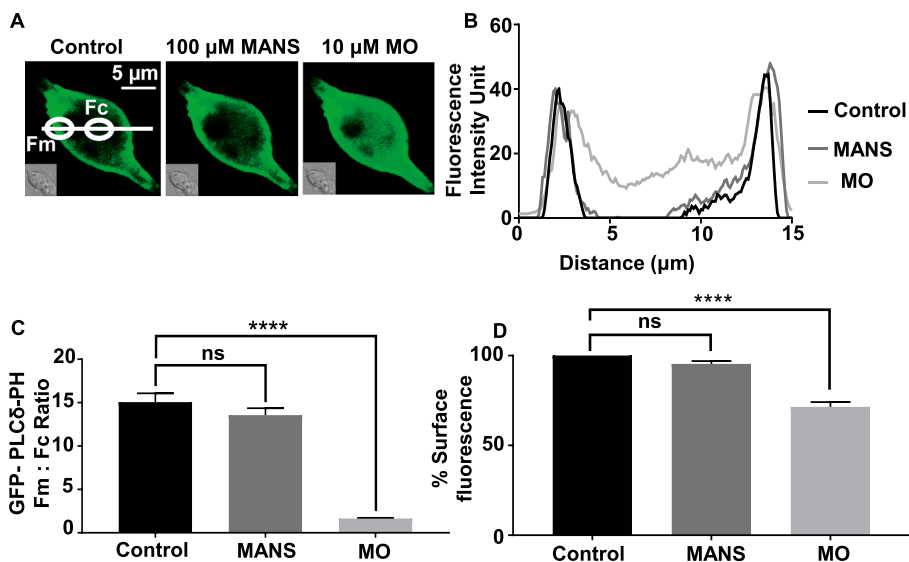 A
Control
100 µM MANS
10 µM MO
5 µm
Fc
Fm
B
60
40
20
0
Fluorescence
Intensity Unit
0
5
10
15
Distance (µm)
Control
MANS
MO
C
****
ns
20
15
10
5
0
GFP- PLCδ-PH
Fm : Fc Ratio
Control
MANS
MO
D
****
ns
100
50
0
% Surface
fluorescence
Control
MANS
MO